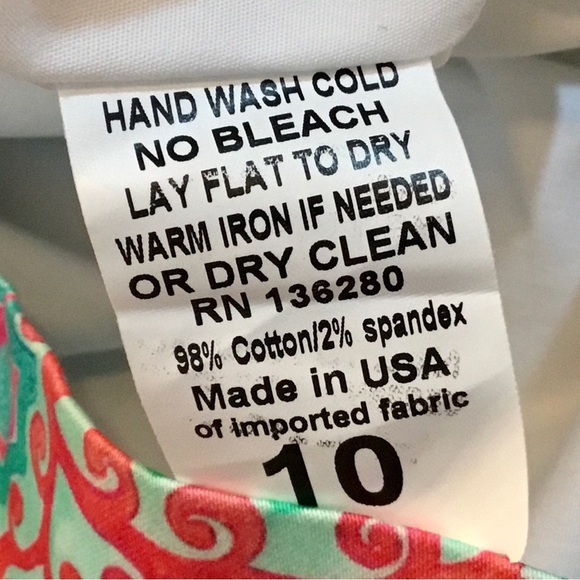 HAND WASH COLD
NO BLEACH
LAY FLAT TO DRY
WARM IRON IF NEEDED
OR DRY CLEAN
RN 136280
98% Cotton/2% spandex
Made in USA
of imported fabric
10